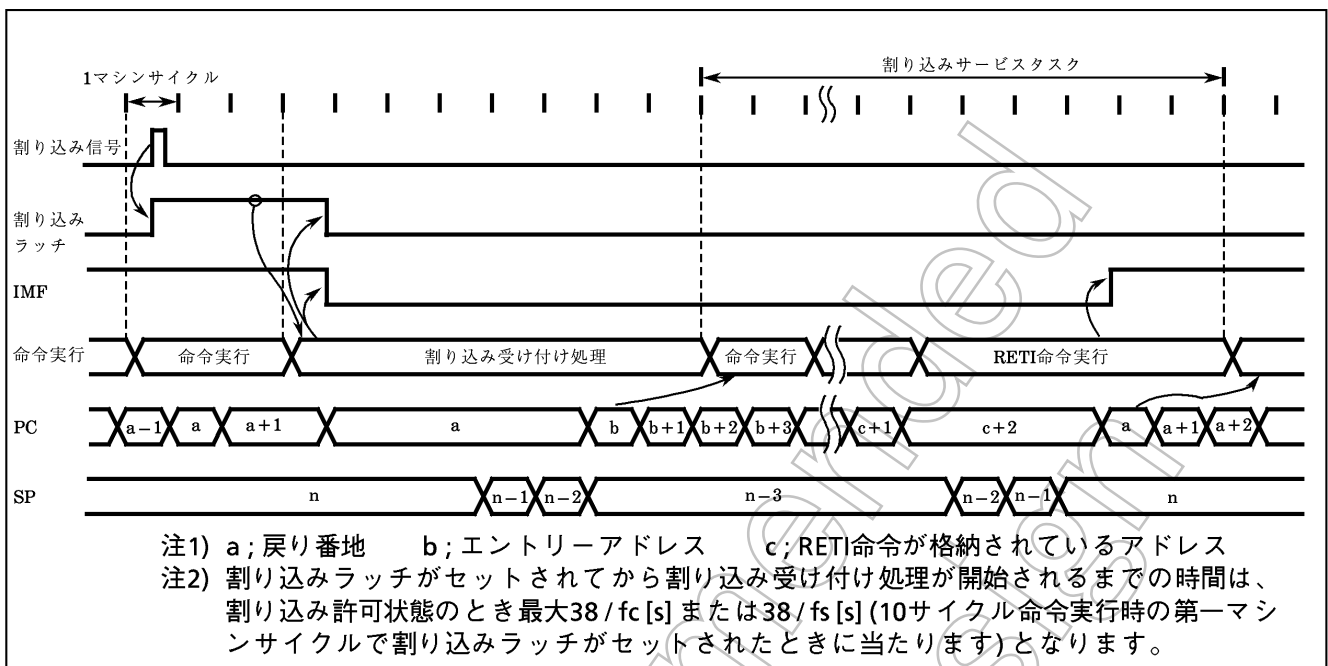 1マシンサイクル
割り込みサービスタスク
割り込み信号
割り込み
ラッチ
IMF
命令実行 命令実行 割り込み受け付け処理 命令実行 RETI命令実行
PC a−1 a a+1 a b b+1 b+2 b+3 c+1 c+2 a a+1 a+2
SP n n−1 n−2 n−3 n−2 n−1 n
注1) a ; 戻り番地 b ; エントリーアドレス c ; RETI命令が格納されているアドレス
注2) 割り込みラッチがセットされてから割り込み受け付け処理が開始されるまでの時間は、
割り込み許可状態のとき最大38 / fc [s] または38 / fs [s] (10サイクル命令実行時の第一マシ
ンサイクルで割り込みラッチがセットされたときに当たります) となります。